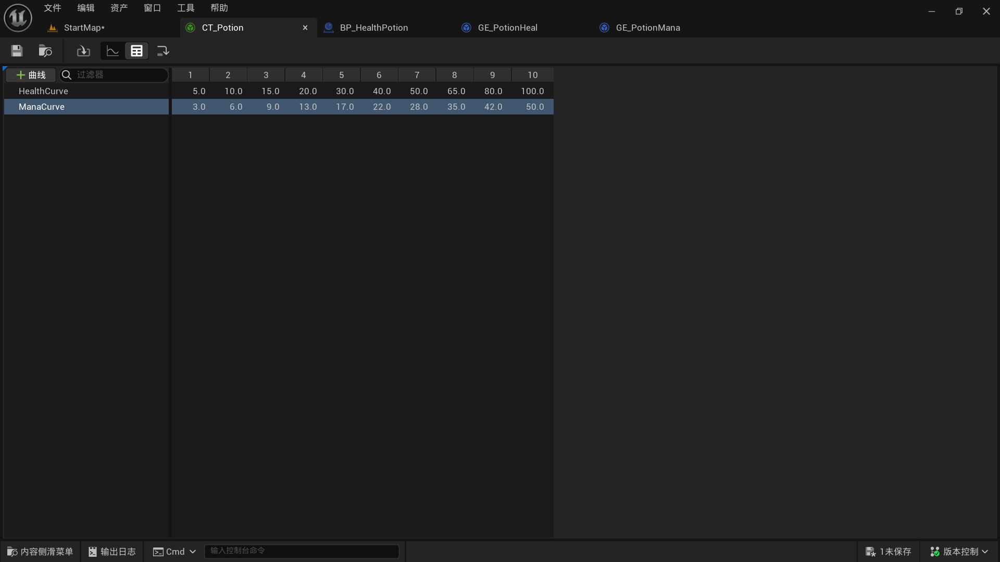 文件 编辑 资产 窗口 工具 帮助
StartMap* CT_Potion BP_HealthPotion GE_PotionHeal GE_PotionMana
曲线 过滤器 1 2 3 4 5 6 7 8 9 10
HealthCurve 5.0 10.0 15.0 20.0 30.0 40.0 50.0 65.0 80.0 100.0
ManaCurve 3.0 6.0 9.0 13.0 17.0 22.0 28.0 35.0 42.0 50.0
内容侧滑菜单 输出日志 Cmd 输入控制台命令 1未保存 版本控制